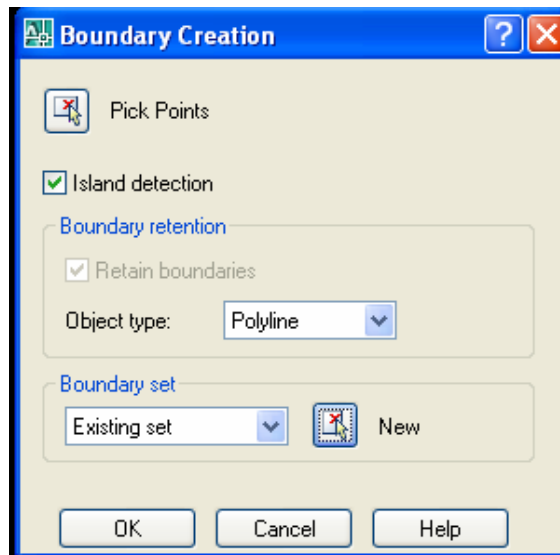 Boundary Creation
Pick Points
Island detection
Boundary retention
Retain boundaries
Object type: Polyline
Boundary set
Existing set New
OK Cancel Help